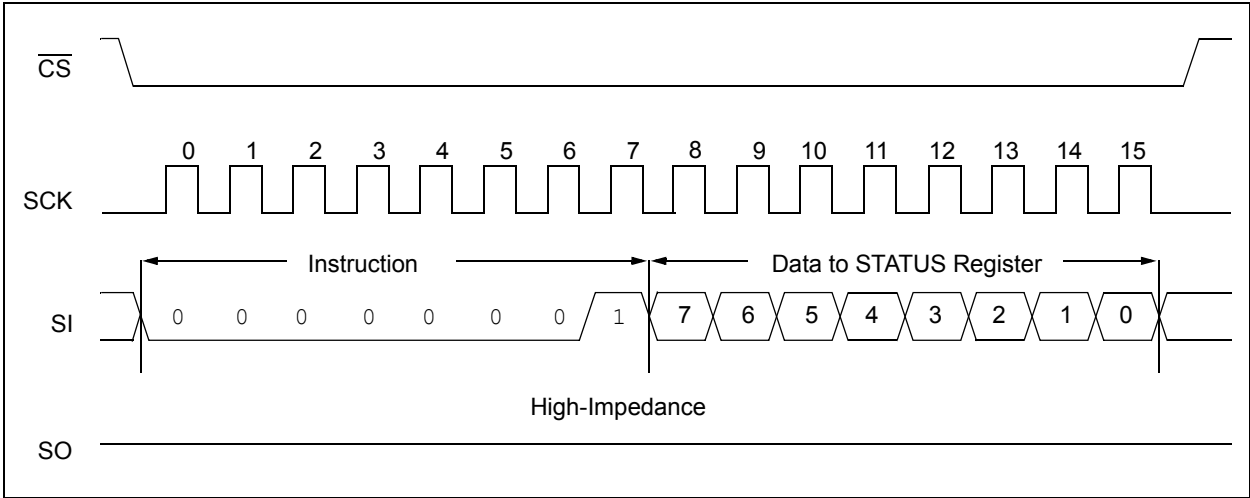 CS
0 1 2 3 4 5 6 7 8 9 10 11 12 13 14 15
SCK
Instruction Data to STATUS Register
SI 0 0 0 0 0 0 0 1 7 6 5 4 3 2 1 0
High-Impedance
SO